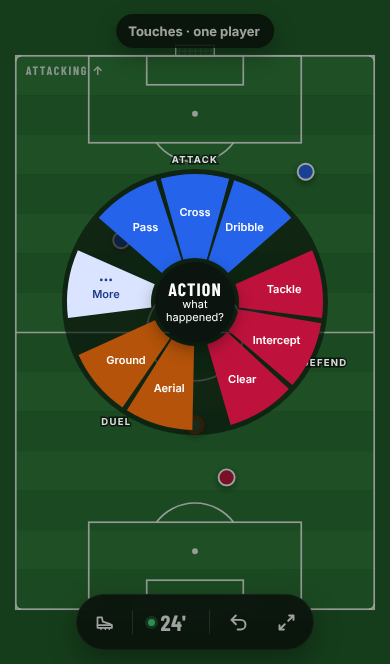 Touches · one player
ATTACKING ↑
ATTACK
Cross
Pass
Dribble
... More
ACTION
what
happened?
Tackle
Intercept
Clear
EFEND
Ground
Aerial
DUEL
24'